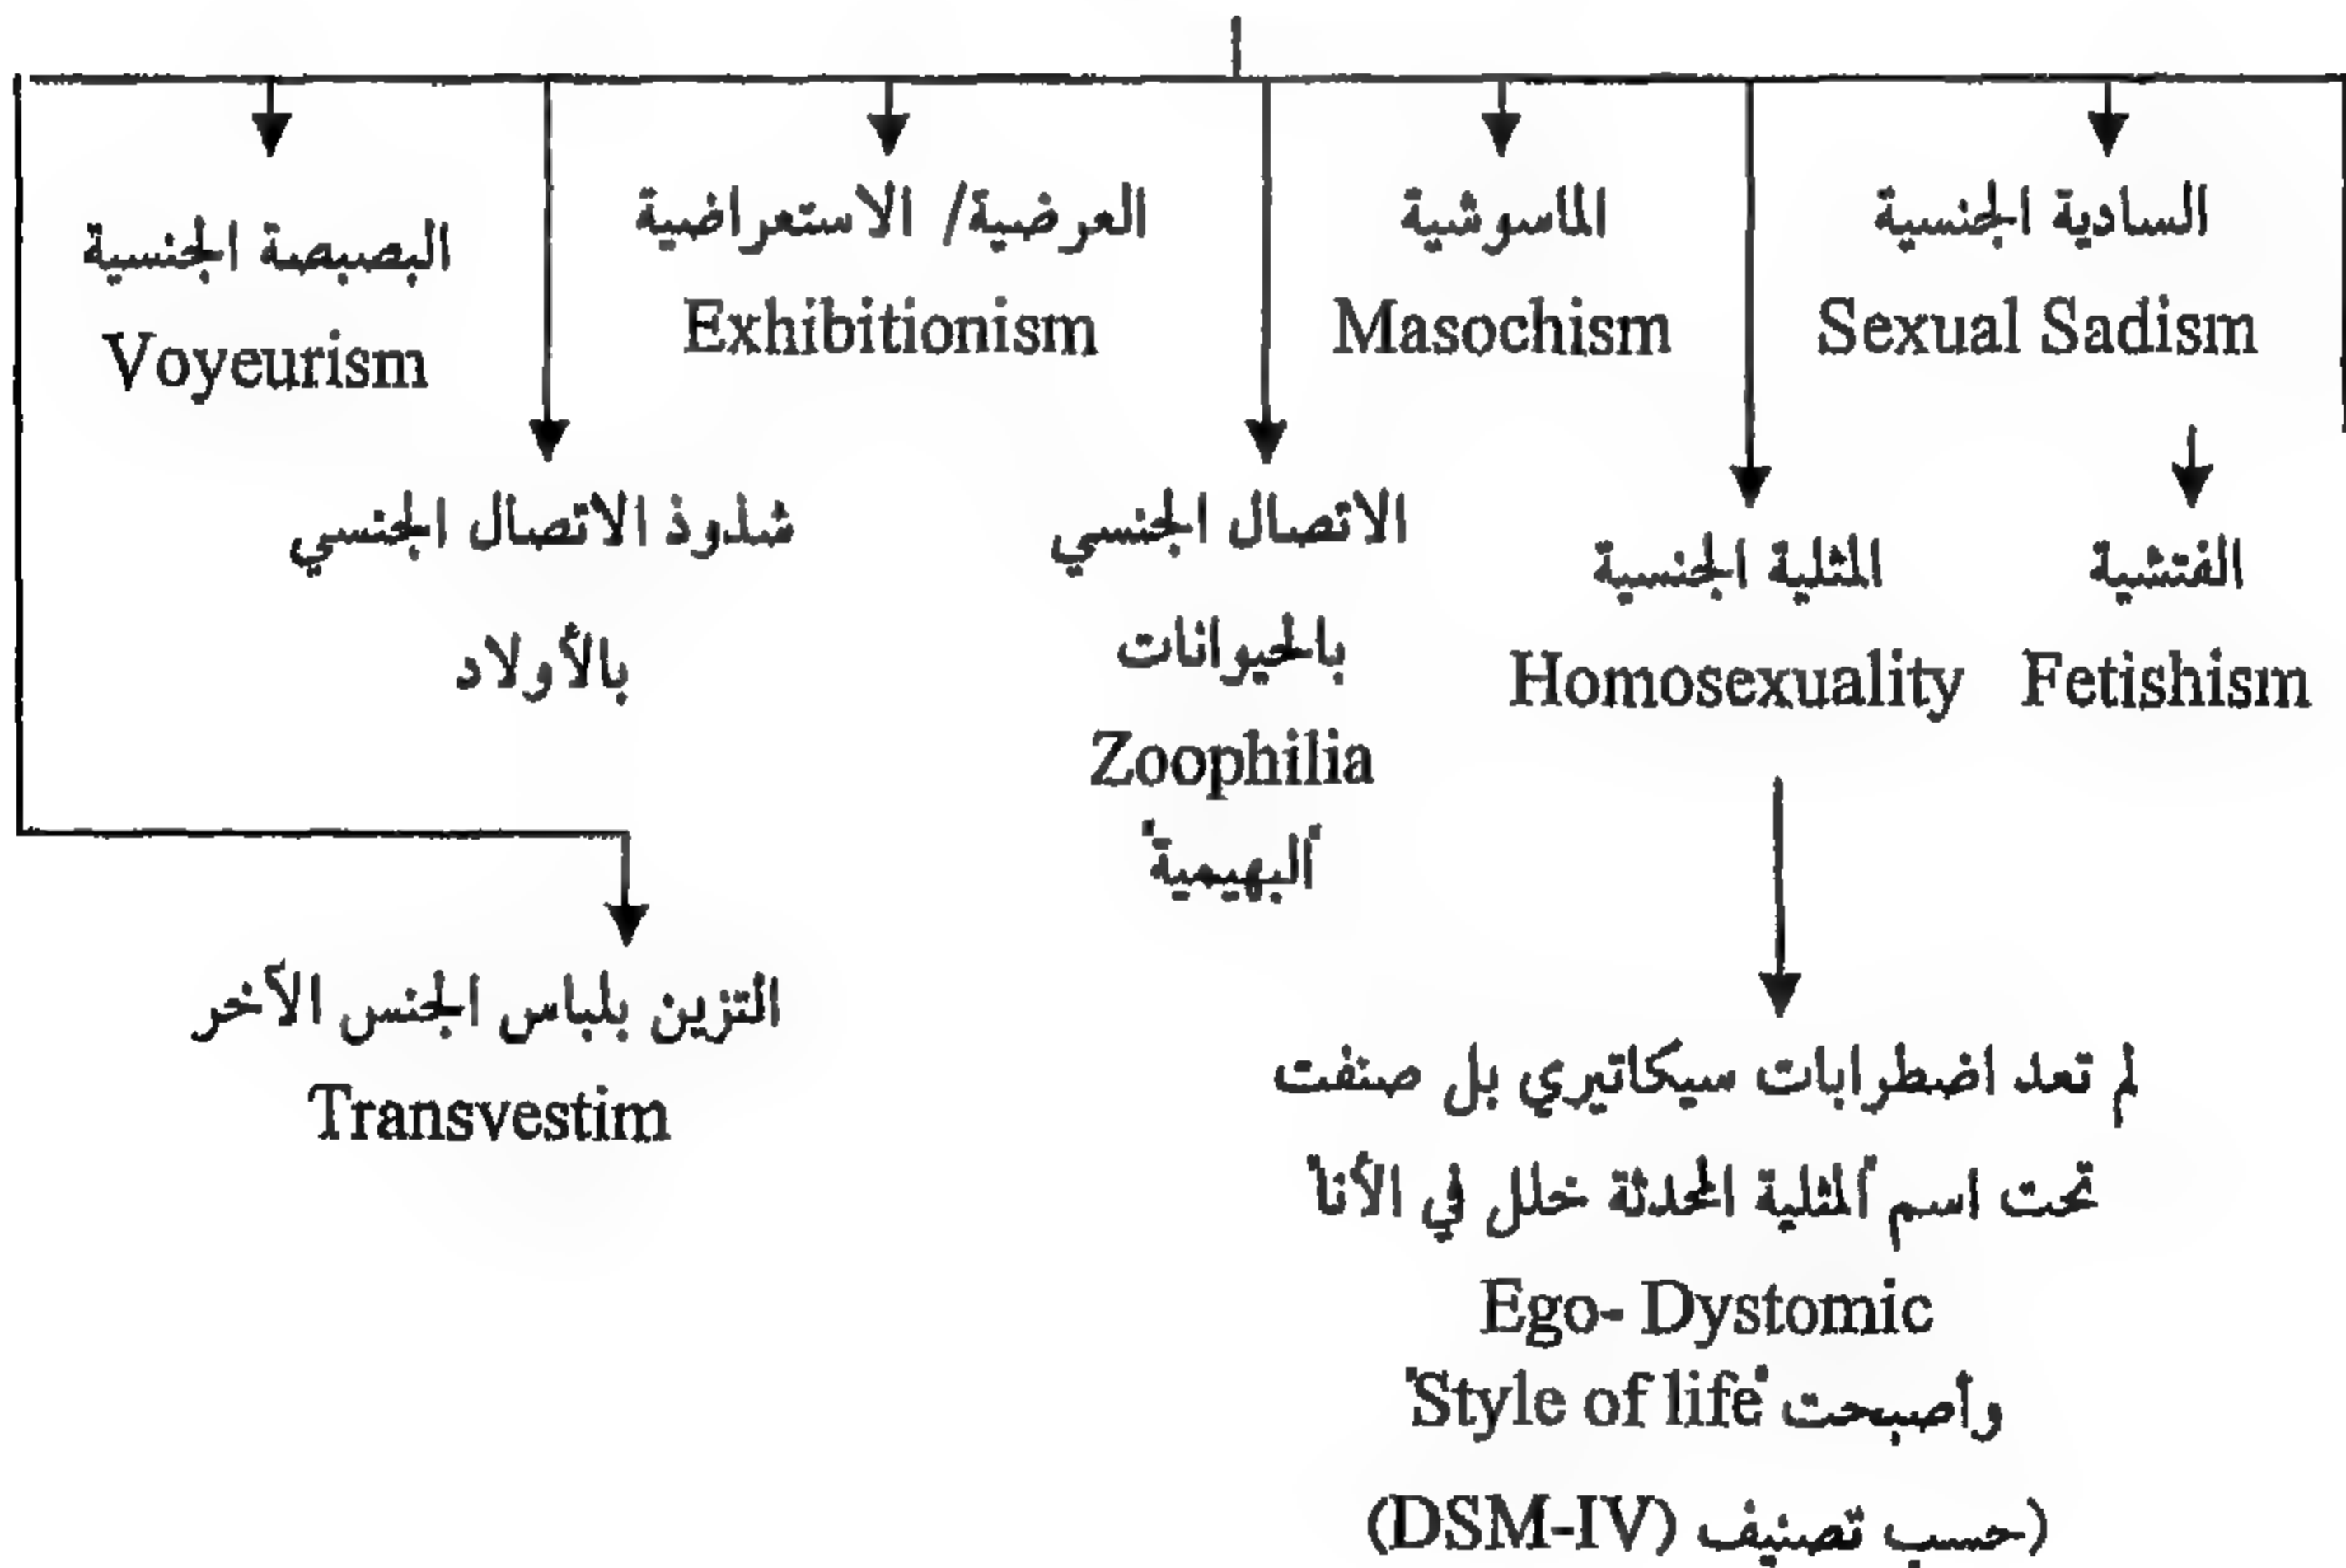 السادية الجنسية
Sexual Sadism
الماسوشية
Masochism
العرضية/ الاستعراضية
Exhibitionism
البصبصة الجنسية
Voyeurism
الفتشية
Fetishism
المثلية الجنسية
Homosexuality
الاتصال الجنسي
بالحيوانات
Zoophilia
"البهيمية"
شذوذ الاتصال الجنسي
بالأولاد
التزين بلباس الجنس الآخر
Transvestim
لم تعد اضطرابات سيكاتيري بل صنفت
تحت اسم "المثلية المحدثة خلل في الأنا"
Ego- Dystomic
وأصبحت "Style of life"
(حسب تصنيف DSM-IV)